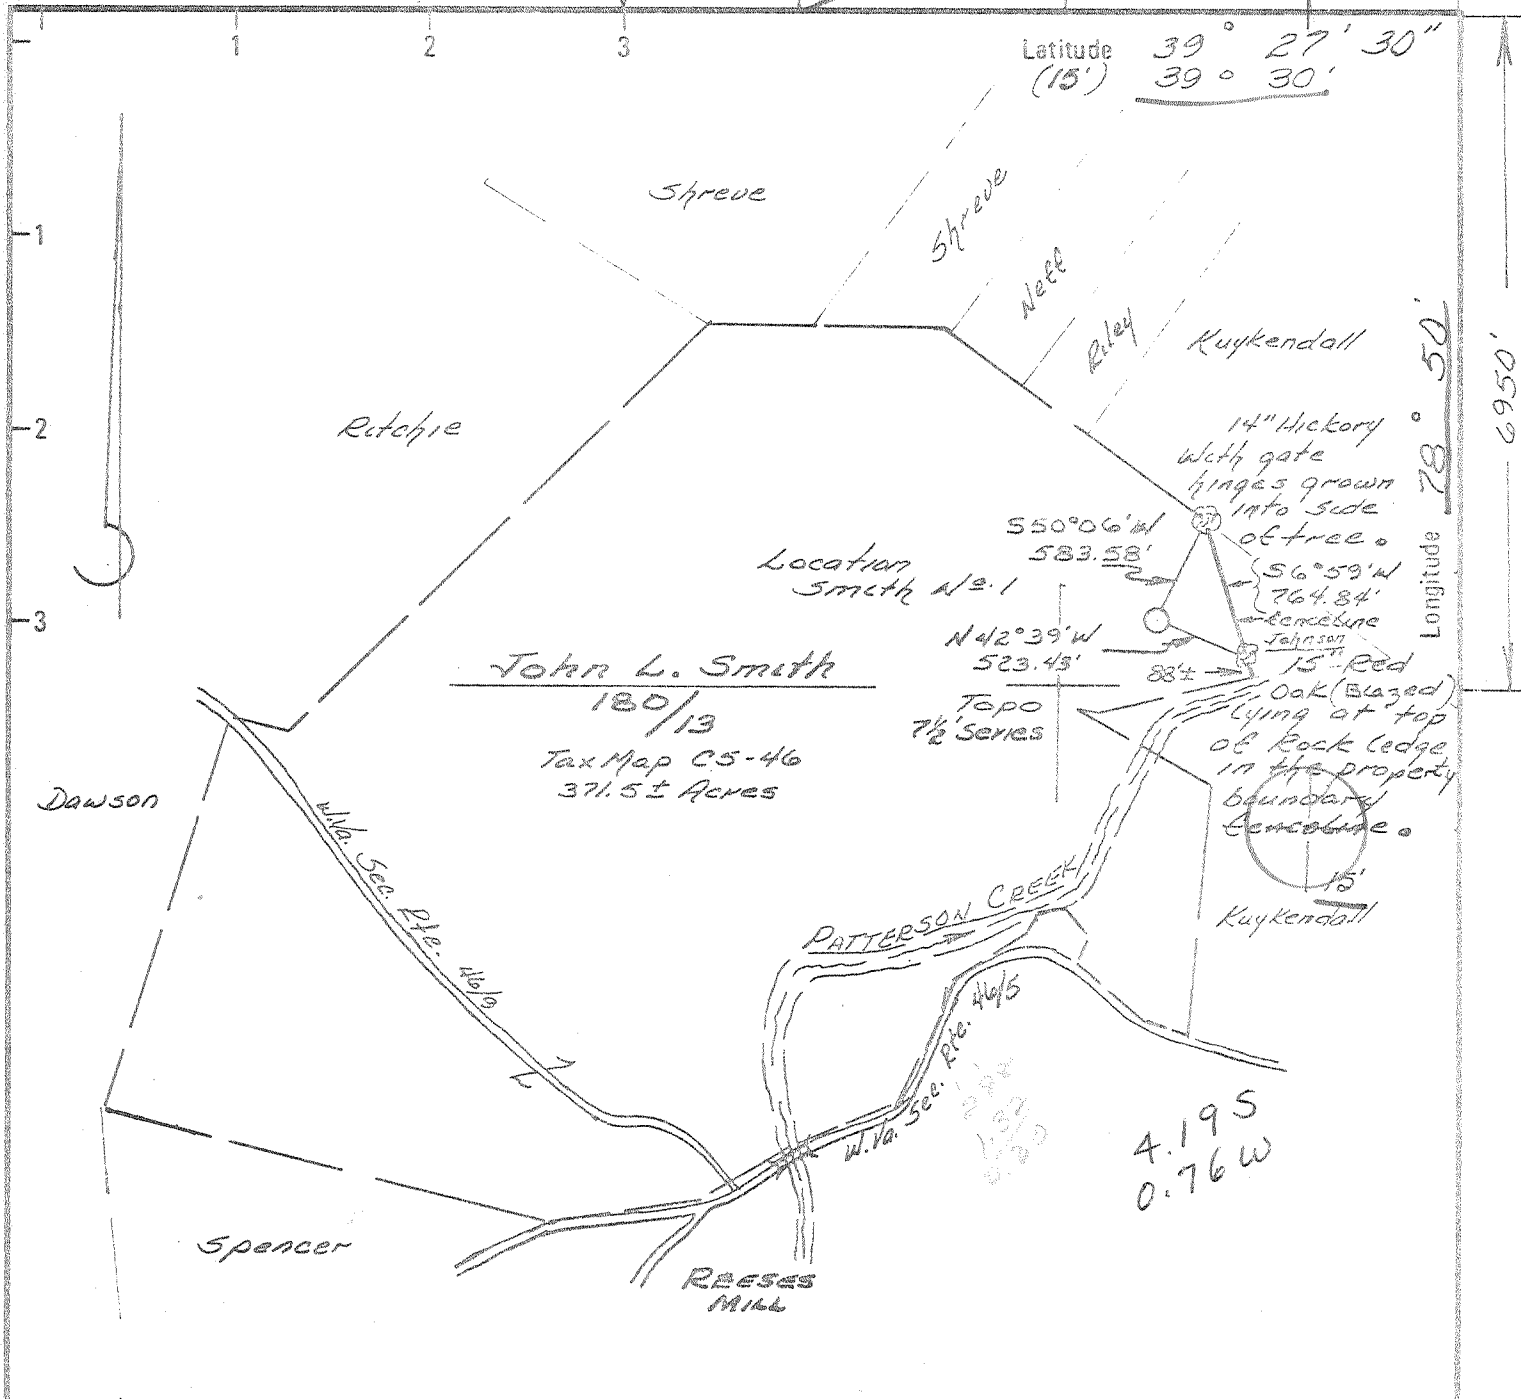 1
2
3
Latitude 39° 27' 30"
(15') 39° 30'
1
2
3
Shreve
Shreve
Neff
Riley
Kuykendall
Ritchie
Longitude 78° 50'
6950'
14" Hickory
with gate
hinges grown
into side
of tree.
S50°06'W
583.58'
S6°59'W
764.84'
fenceline
Johnson
Location
Smith No. 1
N42°39'W
523.43'
88'±
15" Red
Oak (Blazed)
lying at top
of Rock ledge
in the property
boundary
fenceline.
John L. Smith
180/13
Tax Map C5-46
371.5± Acres
Topo
7½' Series
Dawson
W.Va. Sec. Rte. 46/9
PATTERSON CREEK
15'
Kuykendall
W.Va. Sec. Rte. 46/5
4.19 S
0.76 W
Spencer
REESES
MILL